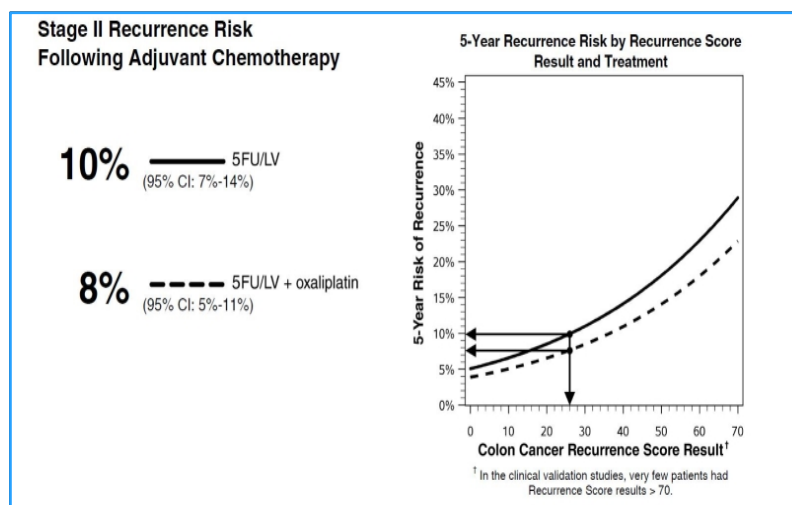 Stage II Recurrence Risk
Following Adjuvant Chemotherapy
10% 5FU/LV
(95% CI: 7%-14%)
8% 5FU/LV + oxaliplatin
(95% CI: 5%-11%)
5-Year Recurrence Risk by Recurrence Score
Result and Treatment
5-Year Risk of Recurrence
45%
40%
35%
30%
25%
20%
15%
10%
5%
0%
0 10 20 30 40 50 60 70
Colon Cancer Recurrence Score Result†
† In the clinical validation studies, very few patients had
Recurrence Score results > 70.